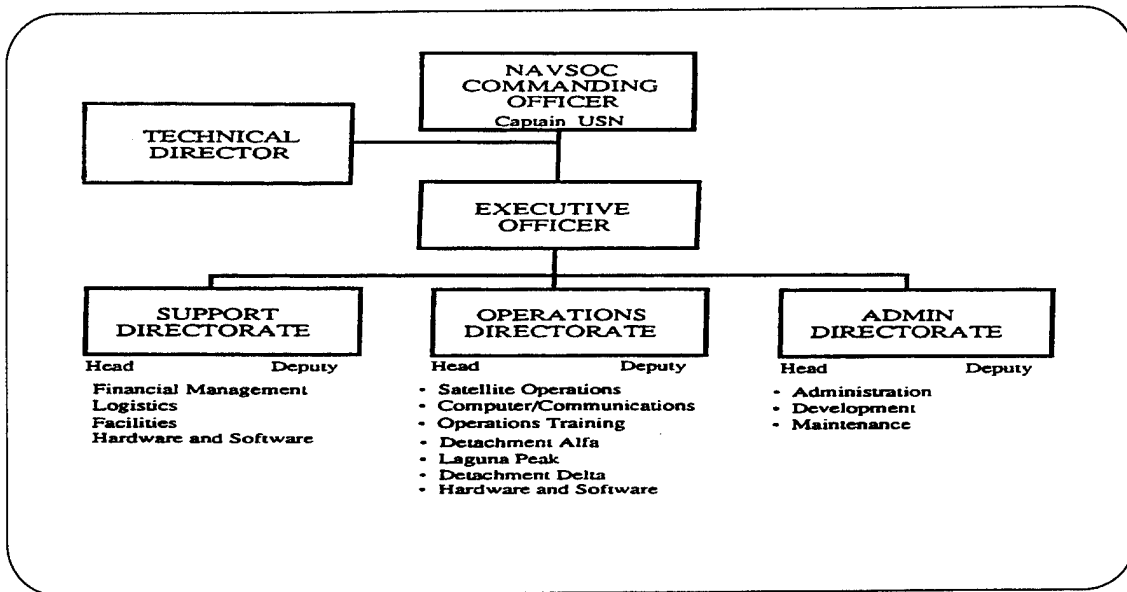 NAVSOC
COMMANDING
OFFICER
Captain USN
TECHNICAL
DIRECTOR
EXECUTIVE
OFFICER
SUPPORT
DIRECTORATE
Head Deputy
Financial Management
Logistics
Facilities
Hardware and Software
OPERATIONS
DIRECTORATE
Head Deputy
• Satellite Operations
• Computer/Communications
• Operations Training
• Detachment Alfa
• Laguna Peak
• Detachment Delta
• Hardware and Software
ADMIN
DIRECTORATE
Head Deputy
• Administration
• Development
• Maintenance